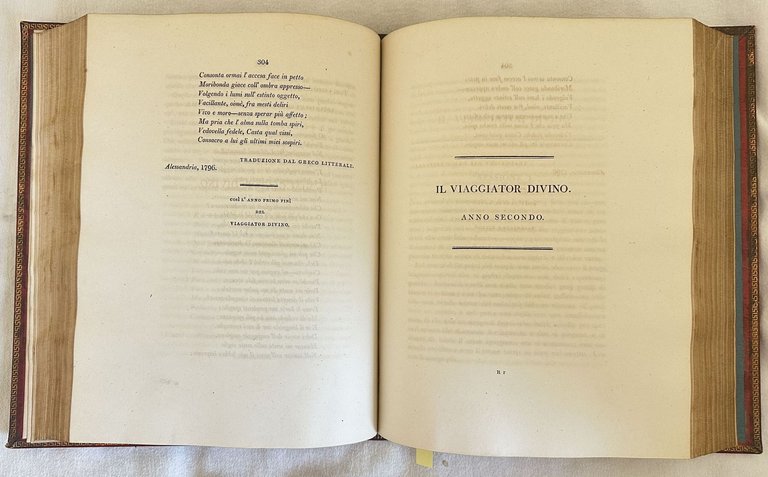 304
Consonta ormai l'accesa face in petto
Moribonda giace coll' ombra appresso—
Volgendo i lumi sull' estinto oggetto,
Vacillante, oimè, fra mesti deliri
Vivo e moro—senza sperar più affetto;
Ma pria che l'alma sulla tomba spiri,
Vedovella fedele, Casta qual vissi,
Consacro a lui gli ultimi miei sospiri.
TRADUZIONE DAL GRECO LITTERALE.
Alessandria, 1796.
COSÌ L' ANNO PRIMO FINÌ
DEL
VIAGGIATOR DIVINO.
IL VIAGGIATOR DIVINO.
ANNO SECONDO.